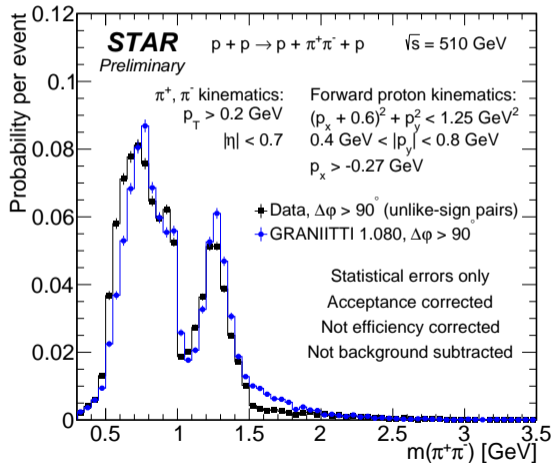 0.12
STAR p + p → p + π⁺π⁻ + p √s = 510 GeV
Preliminary
0.1
π⁺, π⁻ kinematics: Forward proton kinematics:
p_T > 0.2 GeV (p_x + 0.6)² + p_y² < 1.25 GeV²
|η| < 0.7 0.4 GeV < |p_y| < 0.8 GeV
p_x > -0.27 GeV
Probability per event
0.08
0.06
Data, Δφ > 90° (unlike-sign pairs)
GRANIITTI 1.080, Δφ > 90°
0.04
Statistical errors only
Acceptance corrected
Not efficiency corrected
Not background subtracted
0.02
0
0.5 1 1.5 2 2.5 3 3.5
m(π⁺π⁻) [GeV]